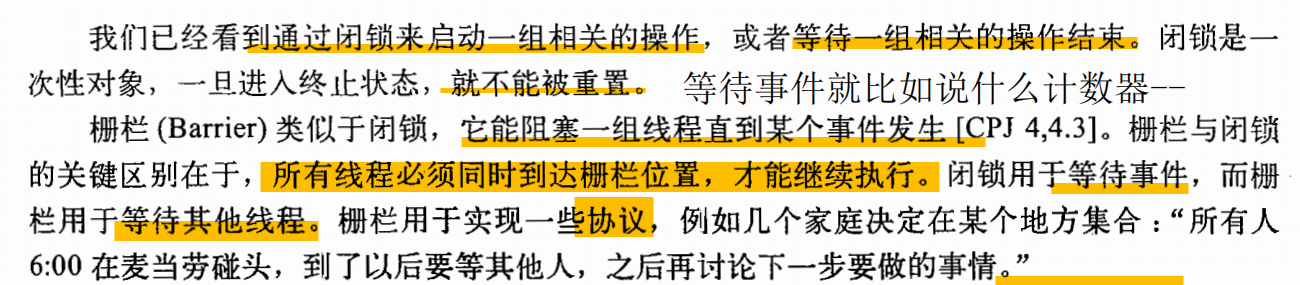 我们已经看到通过闭锁来启动一组相关的操作，或者等待一组相关的操作结束。闭锁是一
次性对象，一旦进入终止状态，就不能被重置。 等待事件就比如说什么计数器--
栅栏 (Barrier) 类似于闭锁，它能阻塞一组线程直到某个事件发生 [CPJ 4,4.3]。栅栏与闭锁
的关键区别在于，所有线程必须同时到达栅栏位置，才能继续执行。闭锁用于等待事件，而栅
栏用于等待其他线程。栅栏用于实现一些协议，例如几个家庭决定在某个地方集合：“所有人
6:00 在麦当劳碰头，到了以后要等其他人，之后再讨论下一步要做的事情。”